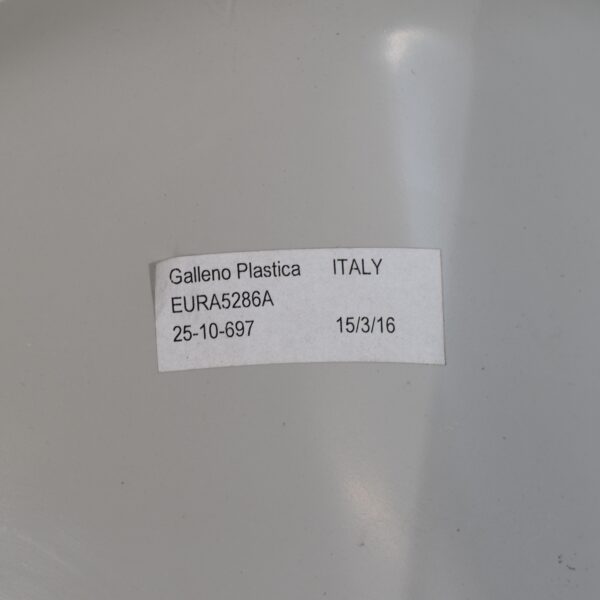 Galleno Plastica ITALY
EURA5286A
25-10-697 15/3/16